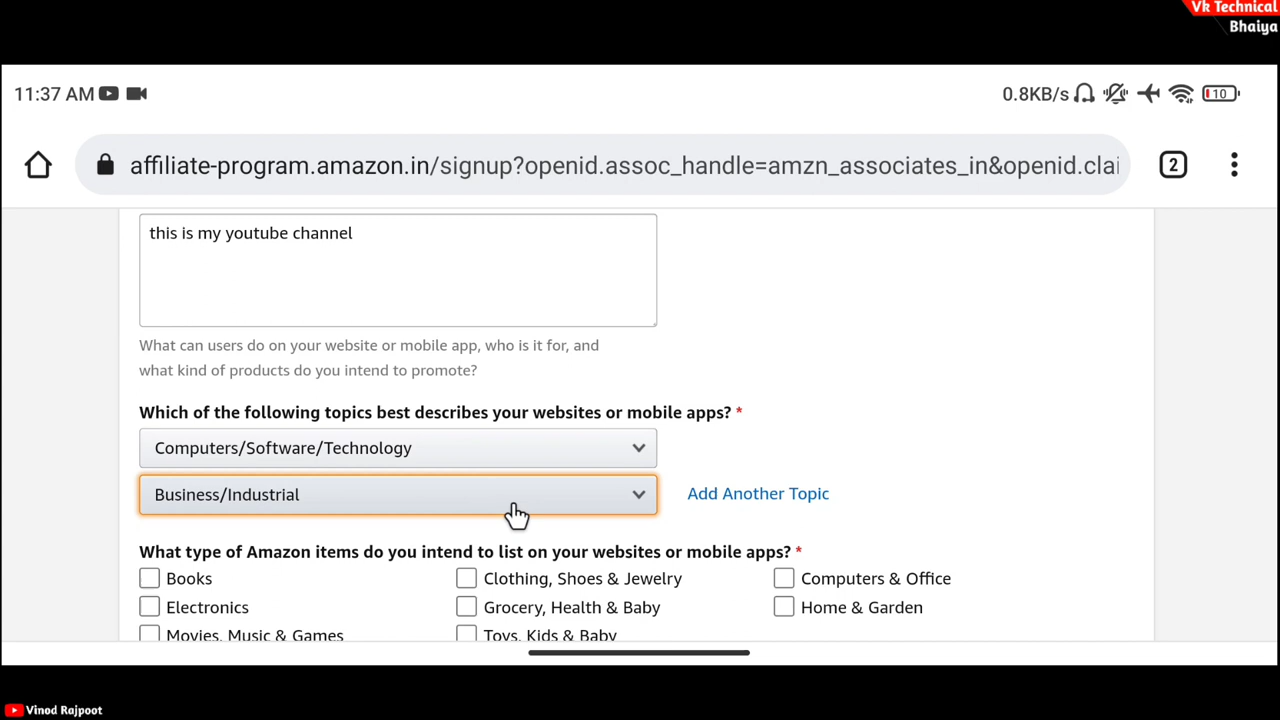 Vk Technical
Bhaiya
11:37 AM
0.8KB/s
10
affiliate-program.amazon.in/signup?openid.assoc_handle=amzn_associates_in&openid.clai
2
this is my youtube channel
What can users do on your website or mobile app, who is it for, and
what kind of products do you intend to promote?
Which of the following topics best describes your websites or mobile apps? *
Computers/Software/Technology
Business/Industrial
Add Another Topic
What type of Amazon items do you intend to list on your websites or mobile apps? *
Books
Clothing, Shoes & Jewelry
Computers & Office
Electronics
Grocery, Health & Baby
Home & Garden
Movies, Music & Games
Toys, Kids & Baby
Vinod Rajpoot